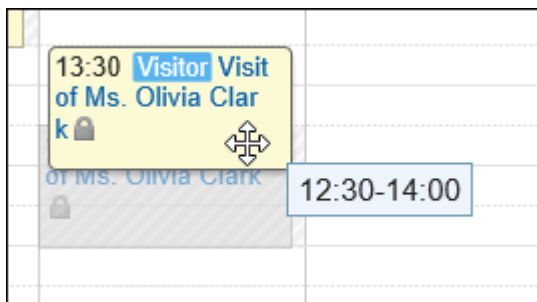 13:30 Visitor Visit
of Ms. Olivia Clar
k
of Ms. Olivia Clark
12:30-14:00